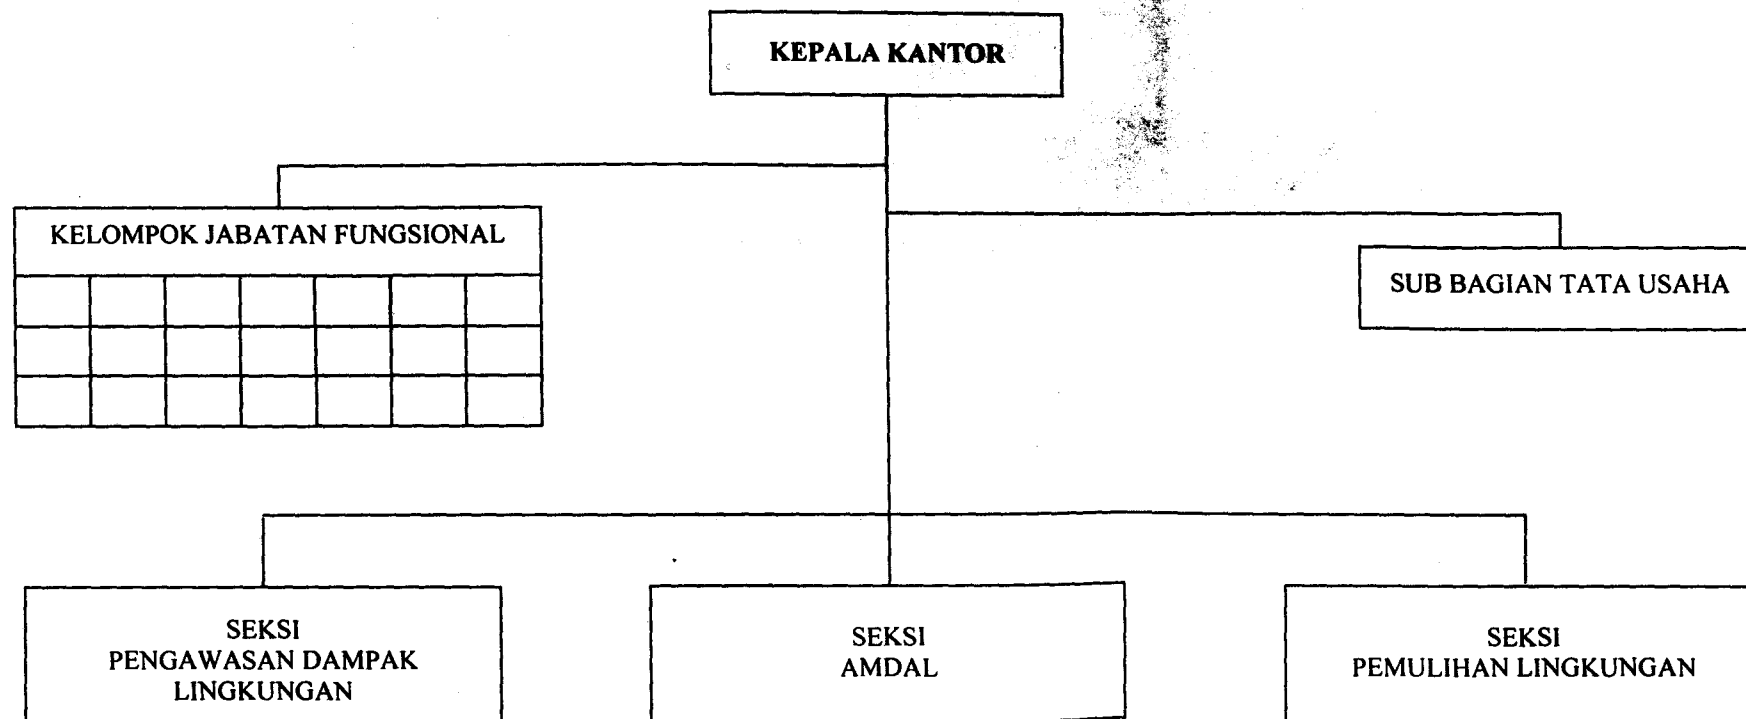 KEPALA KANTOR
KELOMPOK JABATAN FUNGSIONAL
SUB BAGIAN TATA USAHA
SEKSI
PENGAWASAN DAMPAK
LINGKUNGAN
SEKSI
AMDAL
SEKSI
PEMULIHAN LINGKUNGAN